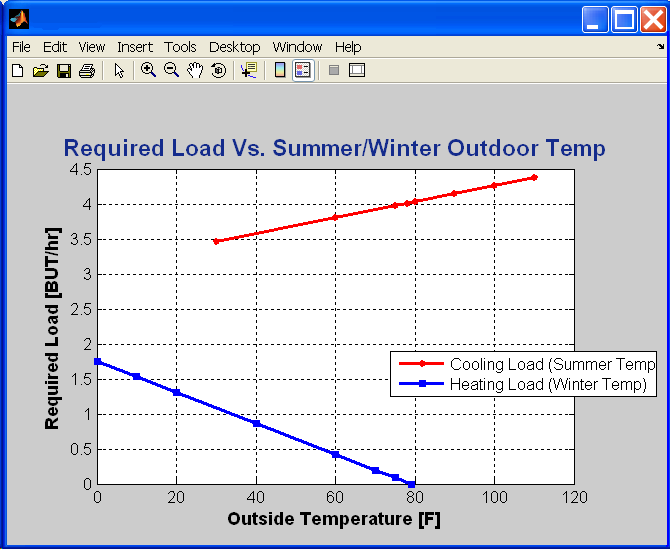 File Edit View Insert Tools Desktop Window Help
Required Load Vs. Summer/Winter Outdoor Temp
4.5
4
3.5
3
2.5
2
1.5
1
0.5
0
Required Load [BUT/hr]
Cooling Load (Summer Temp
Heating Load (Winter Temp)
0 20 40 60 80 100 120
Outside Temperature [F]